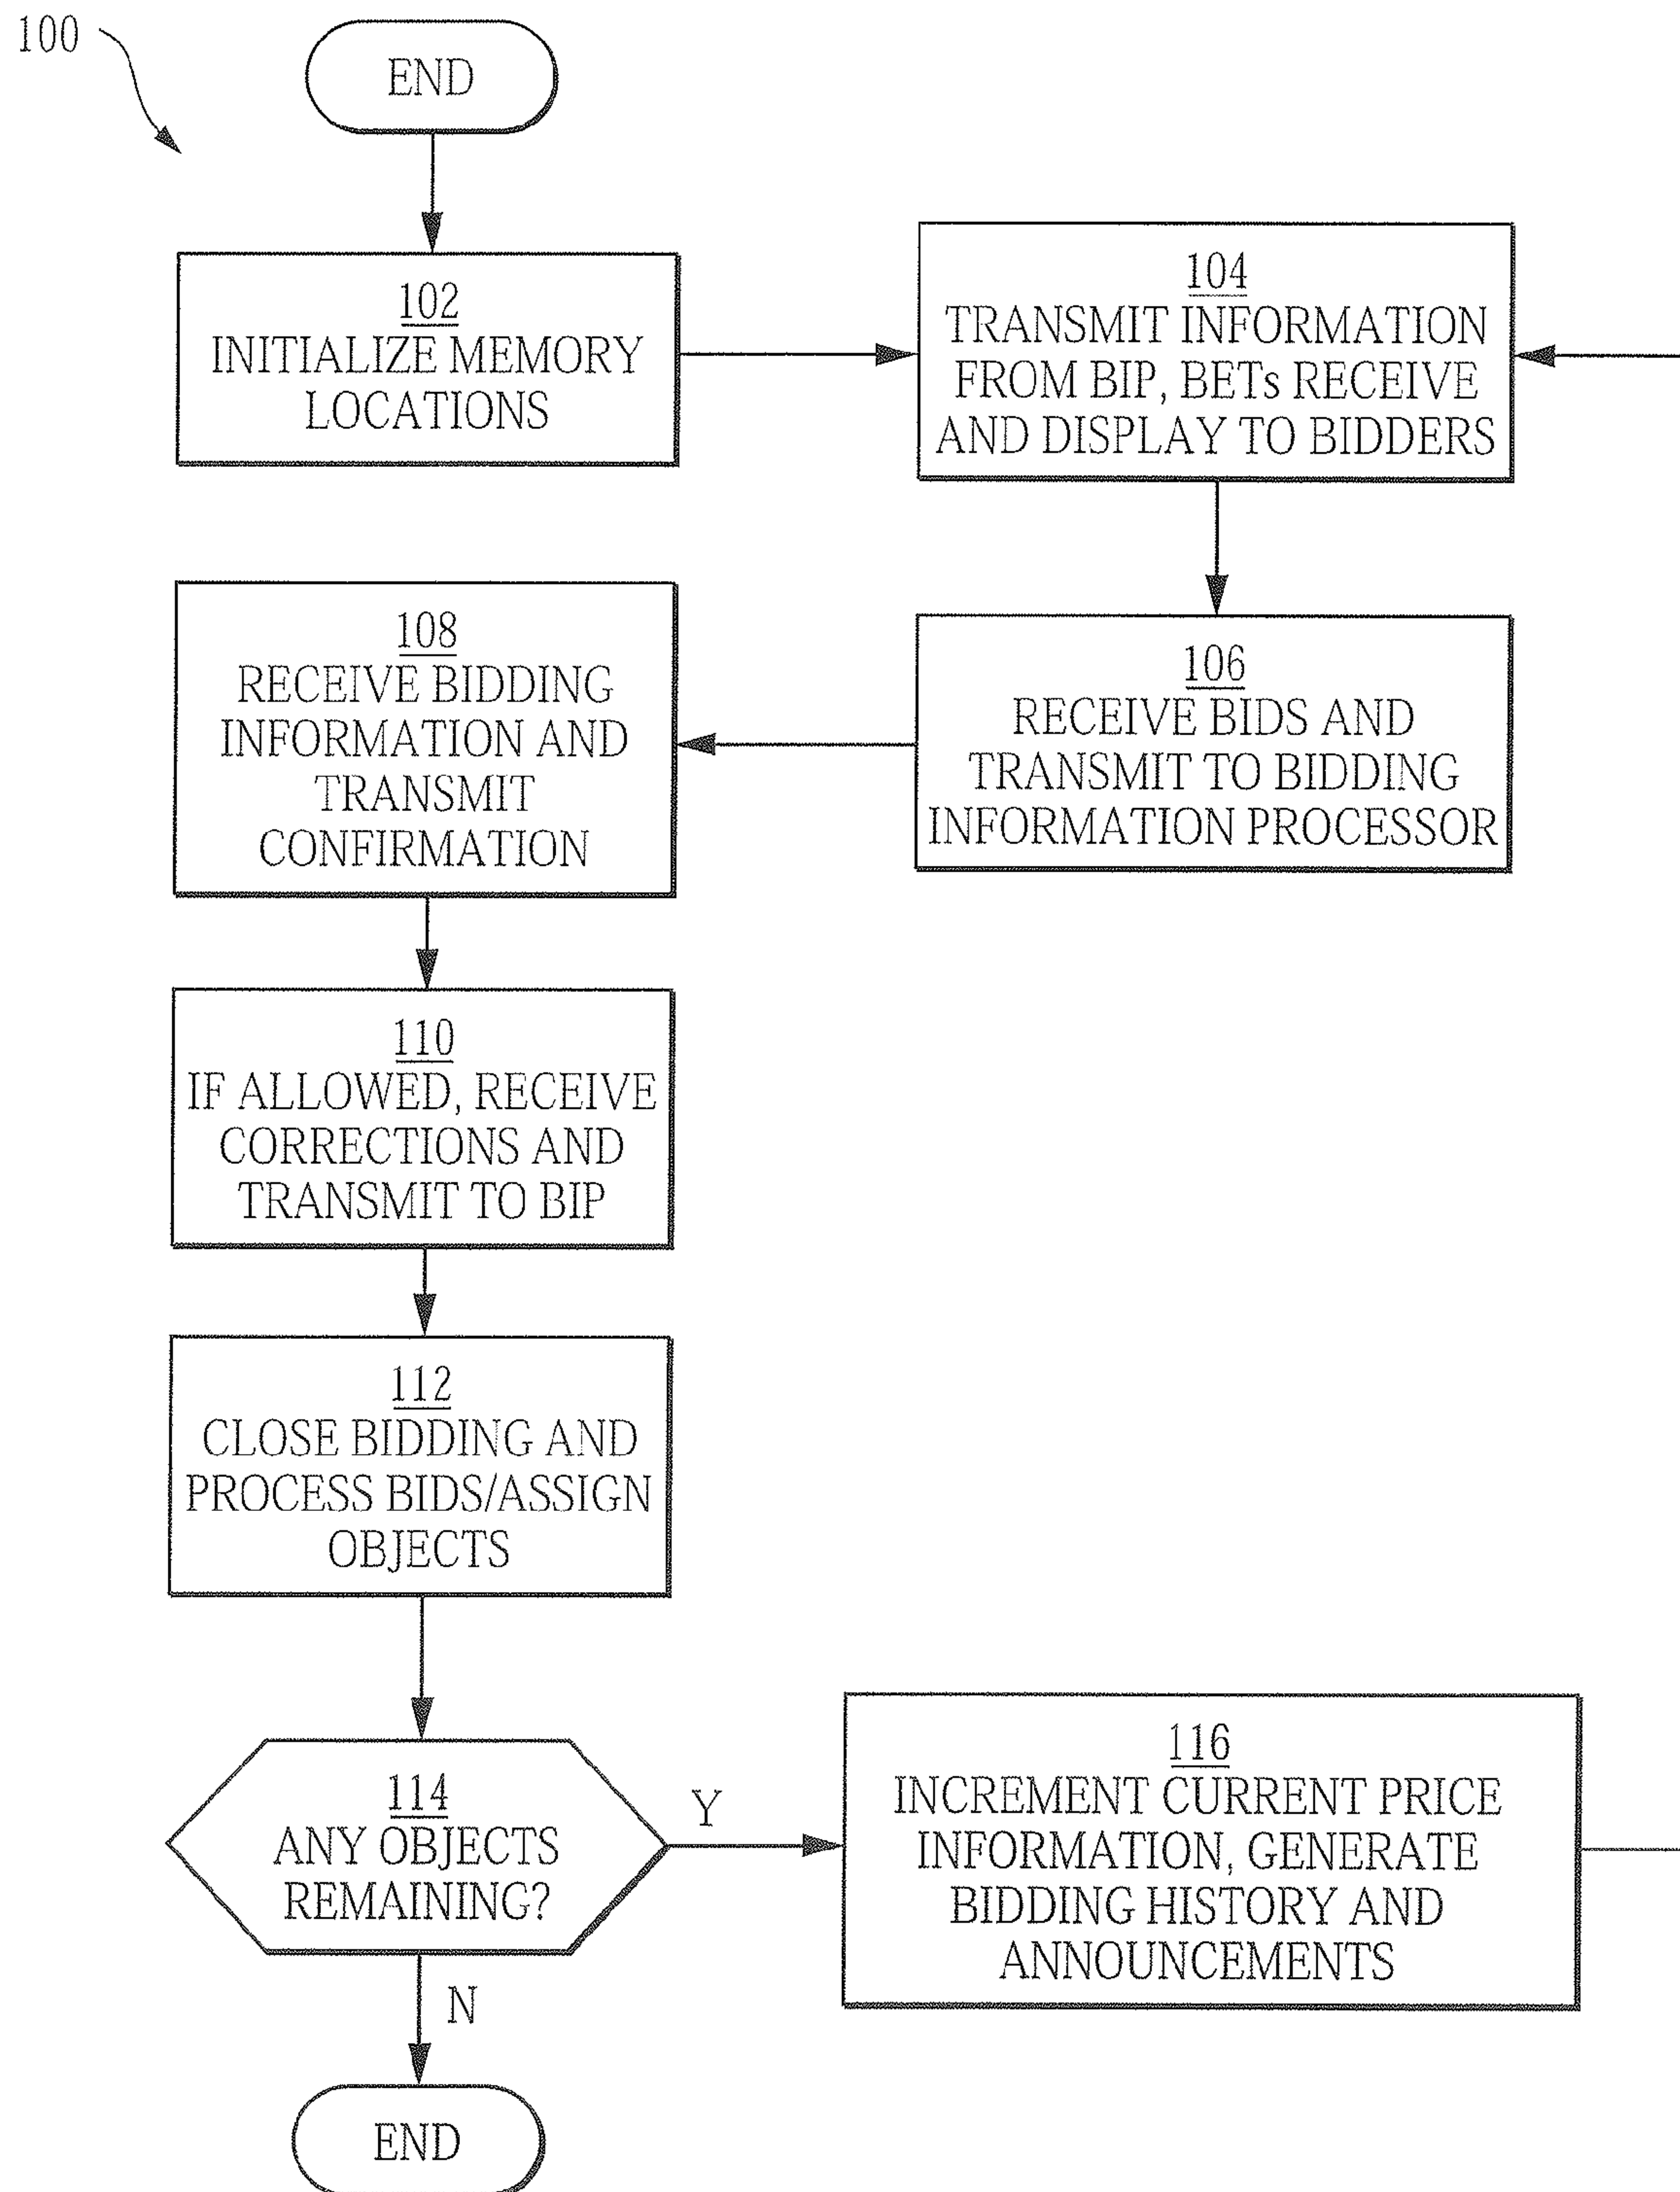 100
END
102
INITIALIZE MEMORY
LOCATIONS
104
TRANSMIT INFORMATION
FROM BIP, BETs RECEIVE
AND DISPLAY TO BIDDERS
106
RECEIVE BIDS AND
TRANSMIT TO BIDDING
INFORMATION PROCESSOR
108
RECEIVE BIDDING
INFORMATION AND
TRANSMIT
CONFIRMATION
110
IF ALLOWED, RECEIVE
CORRECTIONS AND
TRANSMIT TO BIP
112
CLOSE BIDDING AND
PROCESS BIDS/ASSIGN
OBJECTS
114
ANY OBJECTS
REMAINING?
Y
116
INCREMENT CURRENT PRICE
INFORMATION, GENERATE
BIDDING HISTORY AND
ANNOUNCEMENTS
N
END